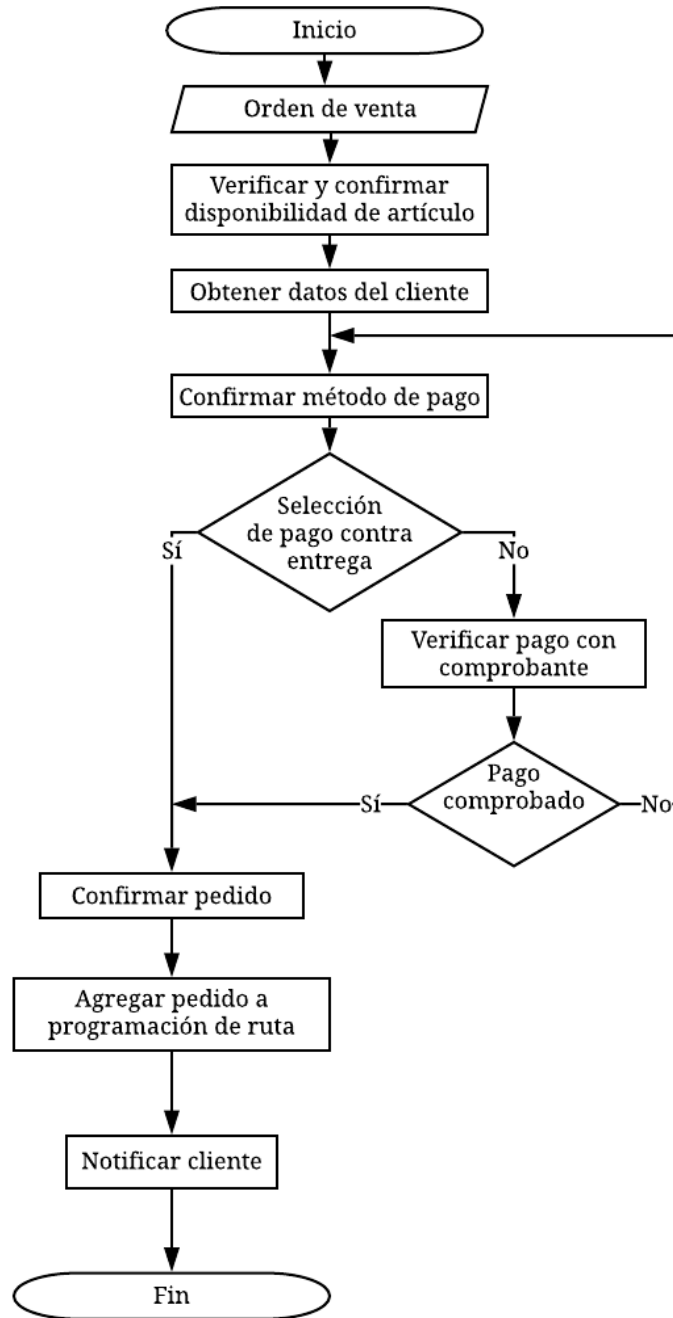 Inicio
Orden de venta
Verificar y confirmar
disponibilidad de artículo
Obtener datos del cliente
Confirmar método de pago
Selección
de pago contra
entrega
Sí
No
Verificar pago con
comprobante
Pago
comprobado
Sí
No
Confirmar pedido
Agregar pedido a
programación de ruta
Notificar cliente
Fin